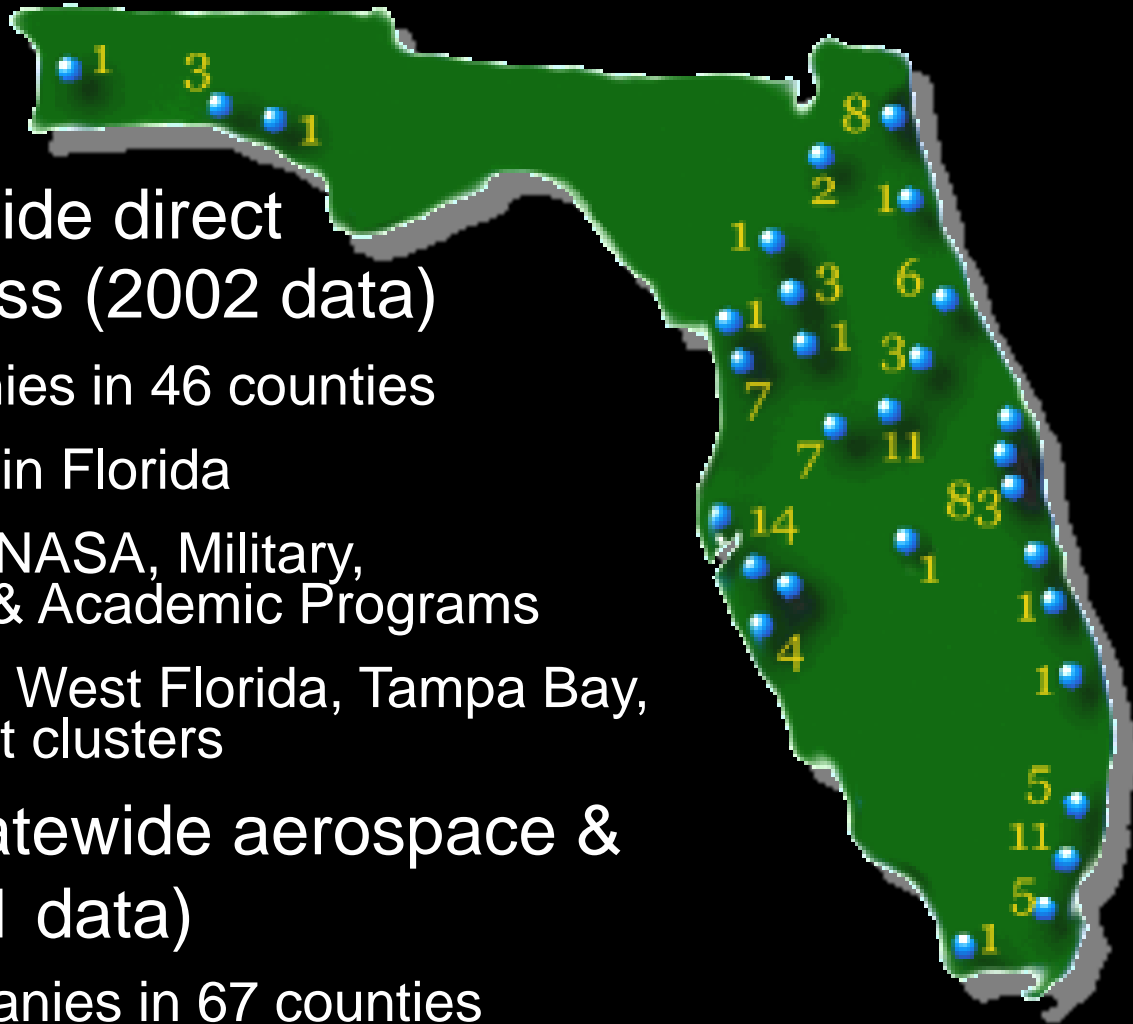 1
3
1
8
2
1
1
3
6
1
1
3
7
11
7
83
14
1
1
4
1
5
11
5
1
ide direct
ss (2002 data)
nies in 46 counties
in Florida
NASA, Military,
& Academic Programs
West Florida, Tampa Bay,
t clusters
atewide aerospace &
data)
anies in 67 counties